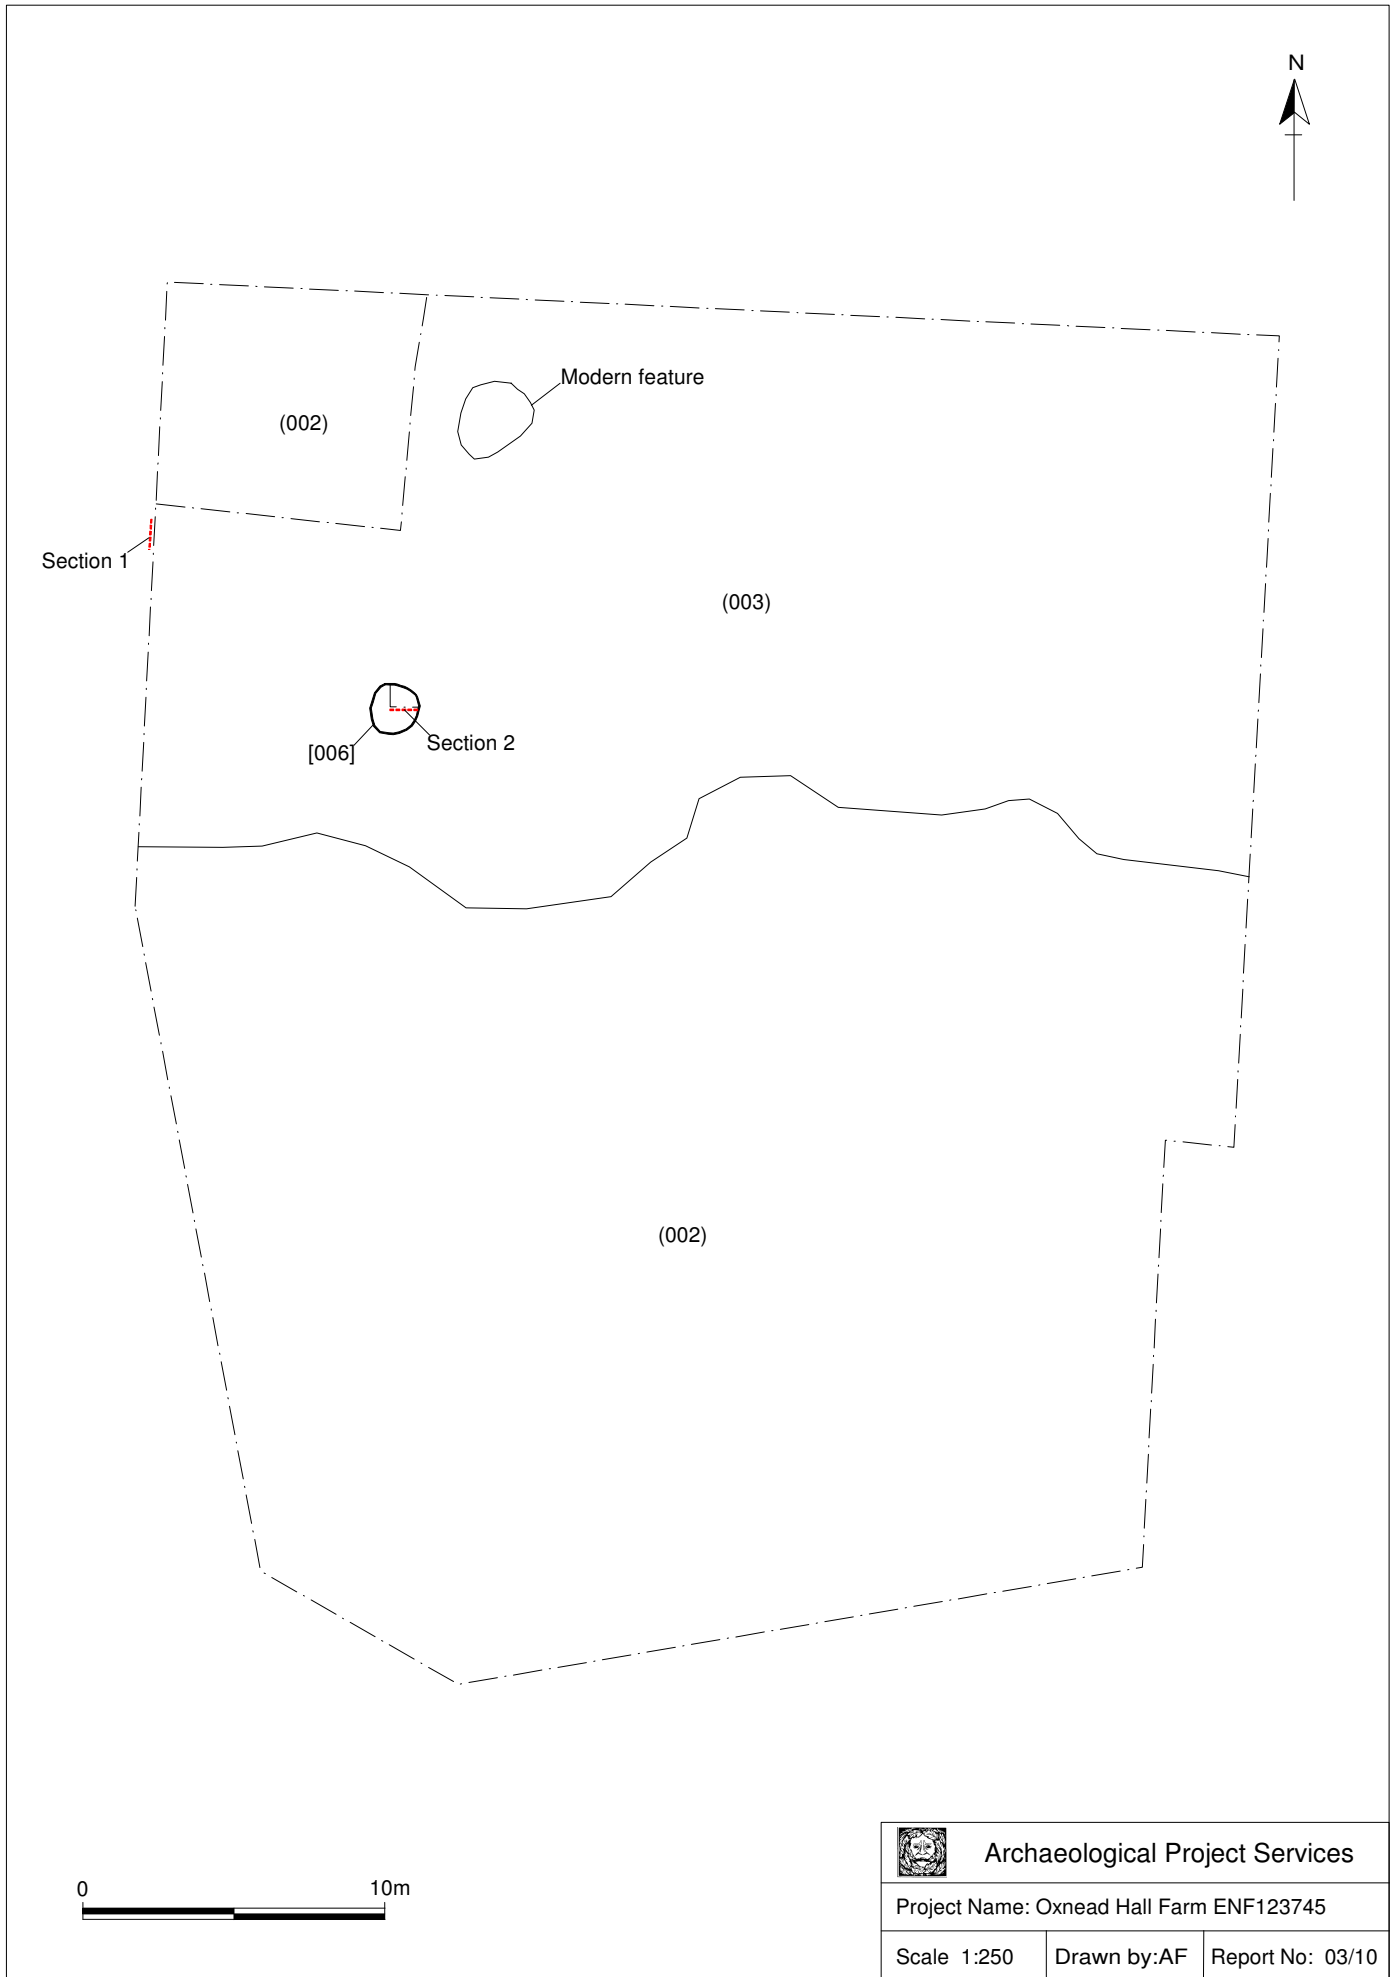 N
Modern feature
(002)
Section 1
(003)
[006]
Section 2
(002)
0 10m
Archaeological Project Services
Project Name: Oxnead Hall Farm ENF123745
Scale 1:250 Drawn by:AF Report No: 03/10